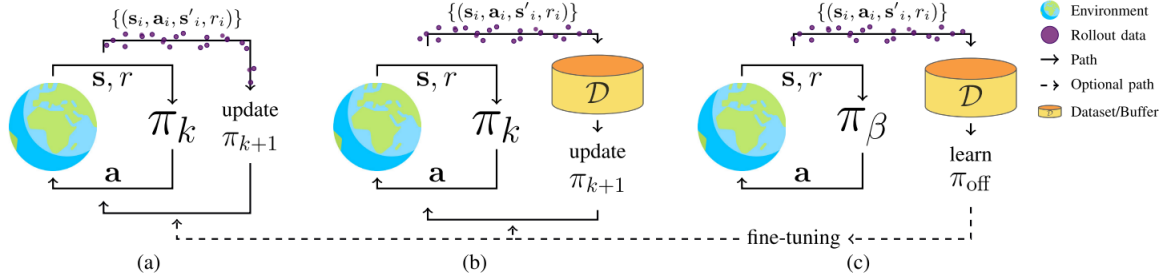 {(s_i, a_i, s'_i, r_i)}
s, r
π_k
a
update
π_{k+1}
(a)
{(s_i, a_i, s'_i, r_i)}
s, r
π_k
a
D
update
π_{k+1}
(b)
{(s_i, a_i, s'_i, r_i)}
s, r
π_β
a
D
learn
π_off
fine-tuning
(c)
Environment
Rollout data
Path
Optional path
D
Dataset/Buffer